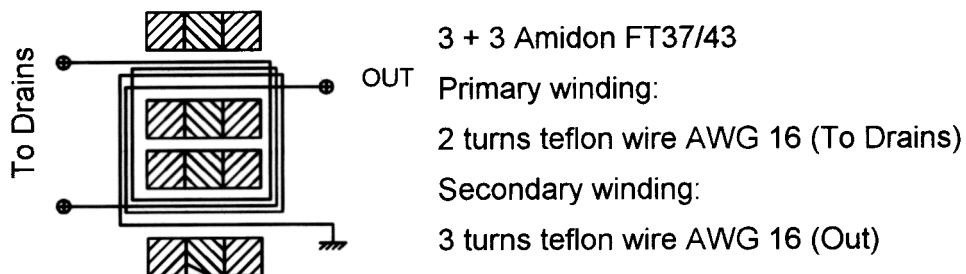 To Drains
OUT
3 + 3 Amidon FT37/43
Primary winding:
2 turns teflon wire AWG 16 (To Drains)
Secondary winding:
3 turns teflon wire AWG 16 (Out)